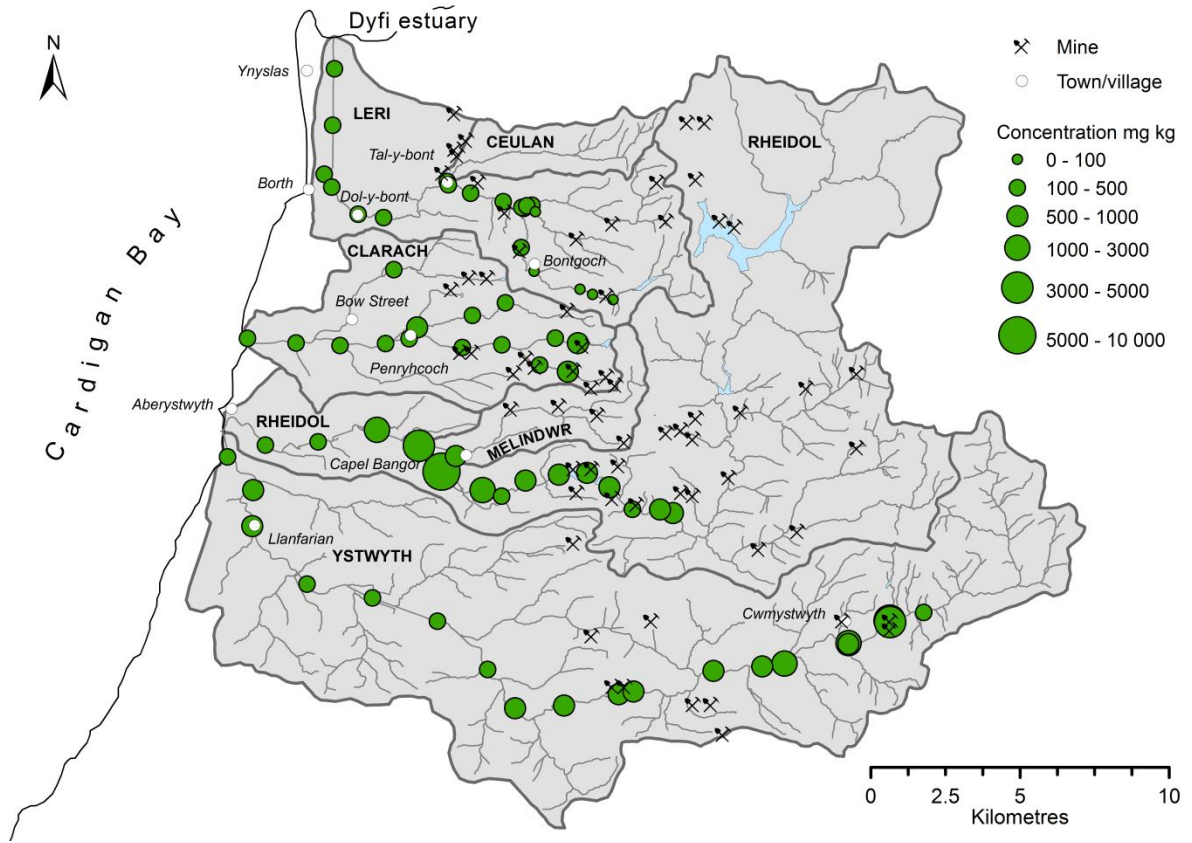 Dyfi estuary
N
Mine
Town/village
Ynyslas
LERI
CEULAN
RHEIDOL
Concentration mg kg
0 - 100
100 - 500
500 - 1000
1000 - 3000
3000 - 5000
5000 - 10 000
Tal-y-bont
Borth
Dol-y-bont
Cardigan Bay
CLARACH
Bontgoch
Bow Street
Penryhcoch
Aberystwyth
RHEIDOL
MELINDWR
Capel Bangor
Llanfarian
YSTWYTH
Cwmystwyth
0 2.5 5 10
Kilometres